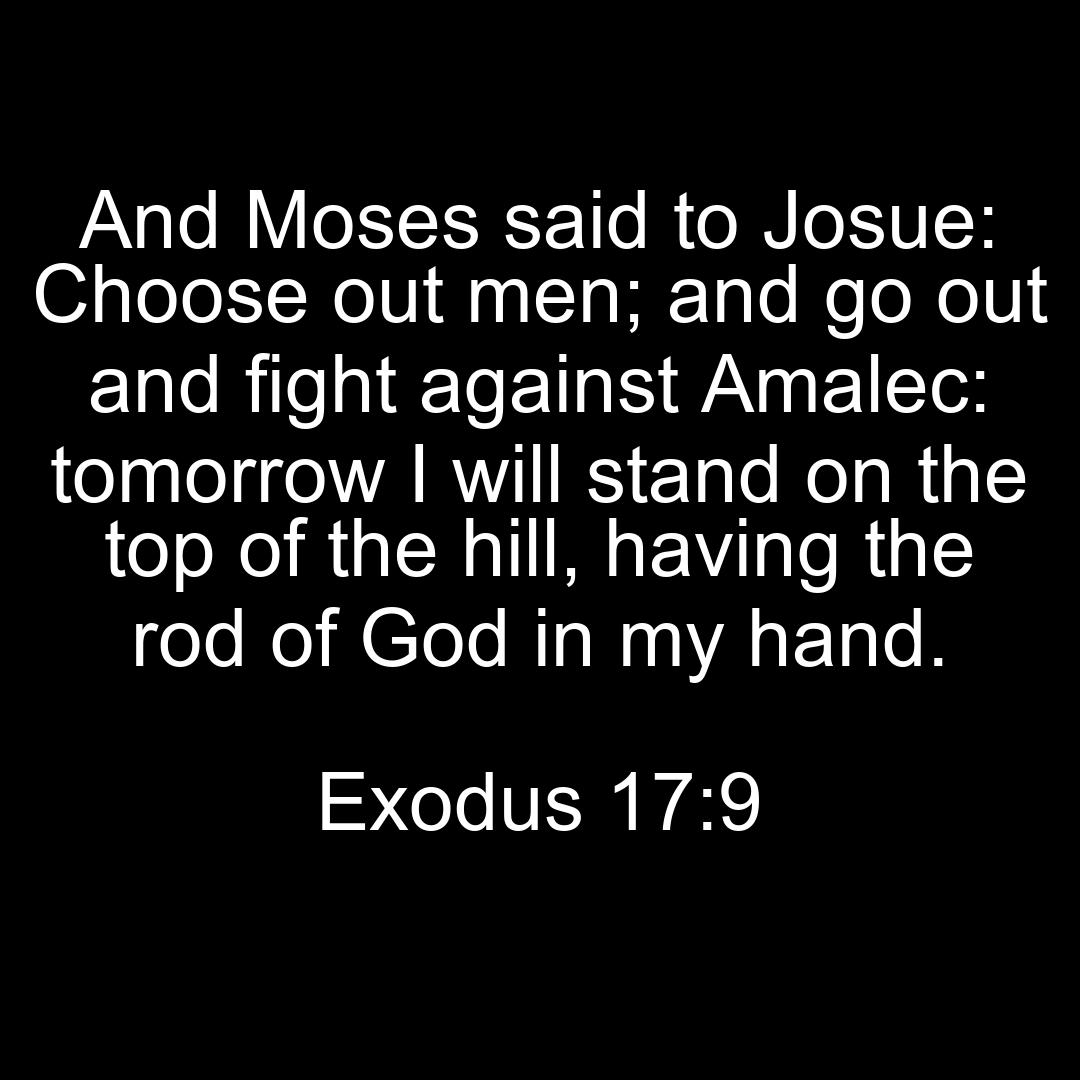 And Moses said to Josue:
Choose out men; and go out
and fight against Amalec:
tomorrow I will stand on the
top of the hill, having the
rod of God in my hand.
Exodus 17:9